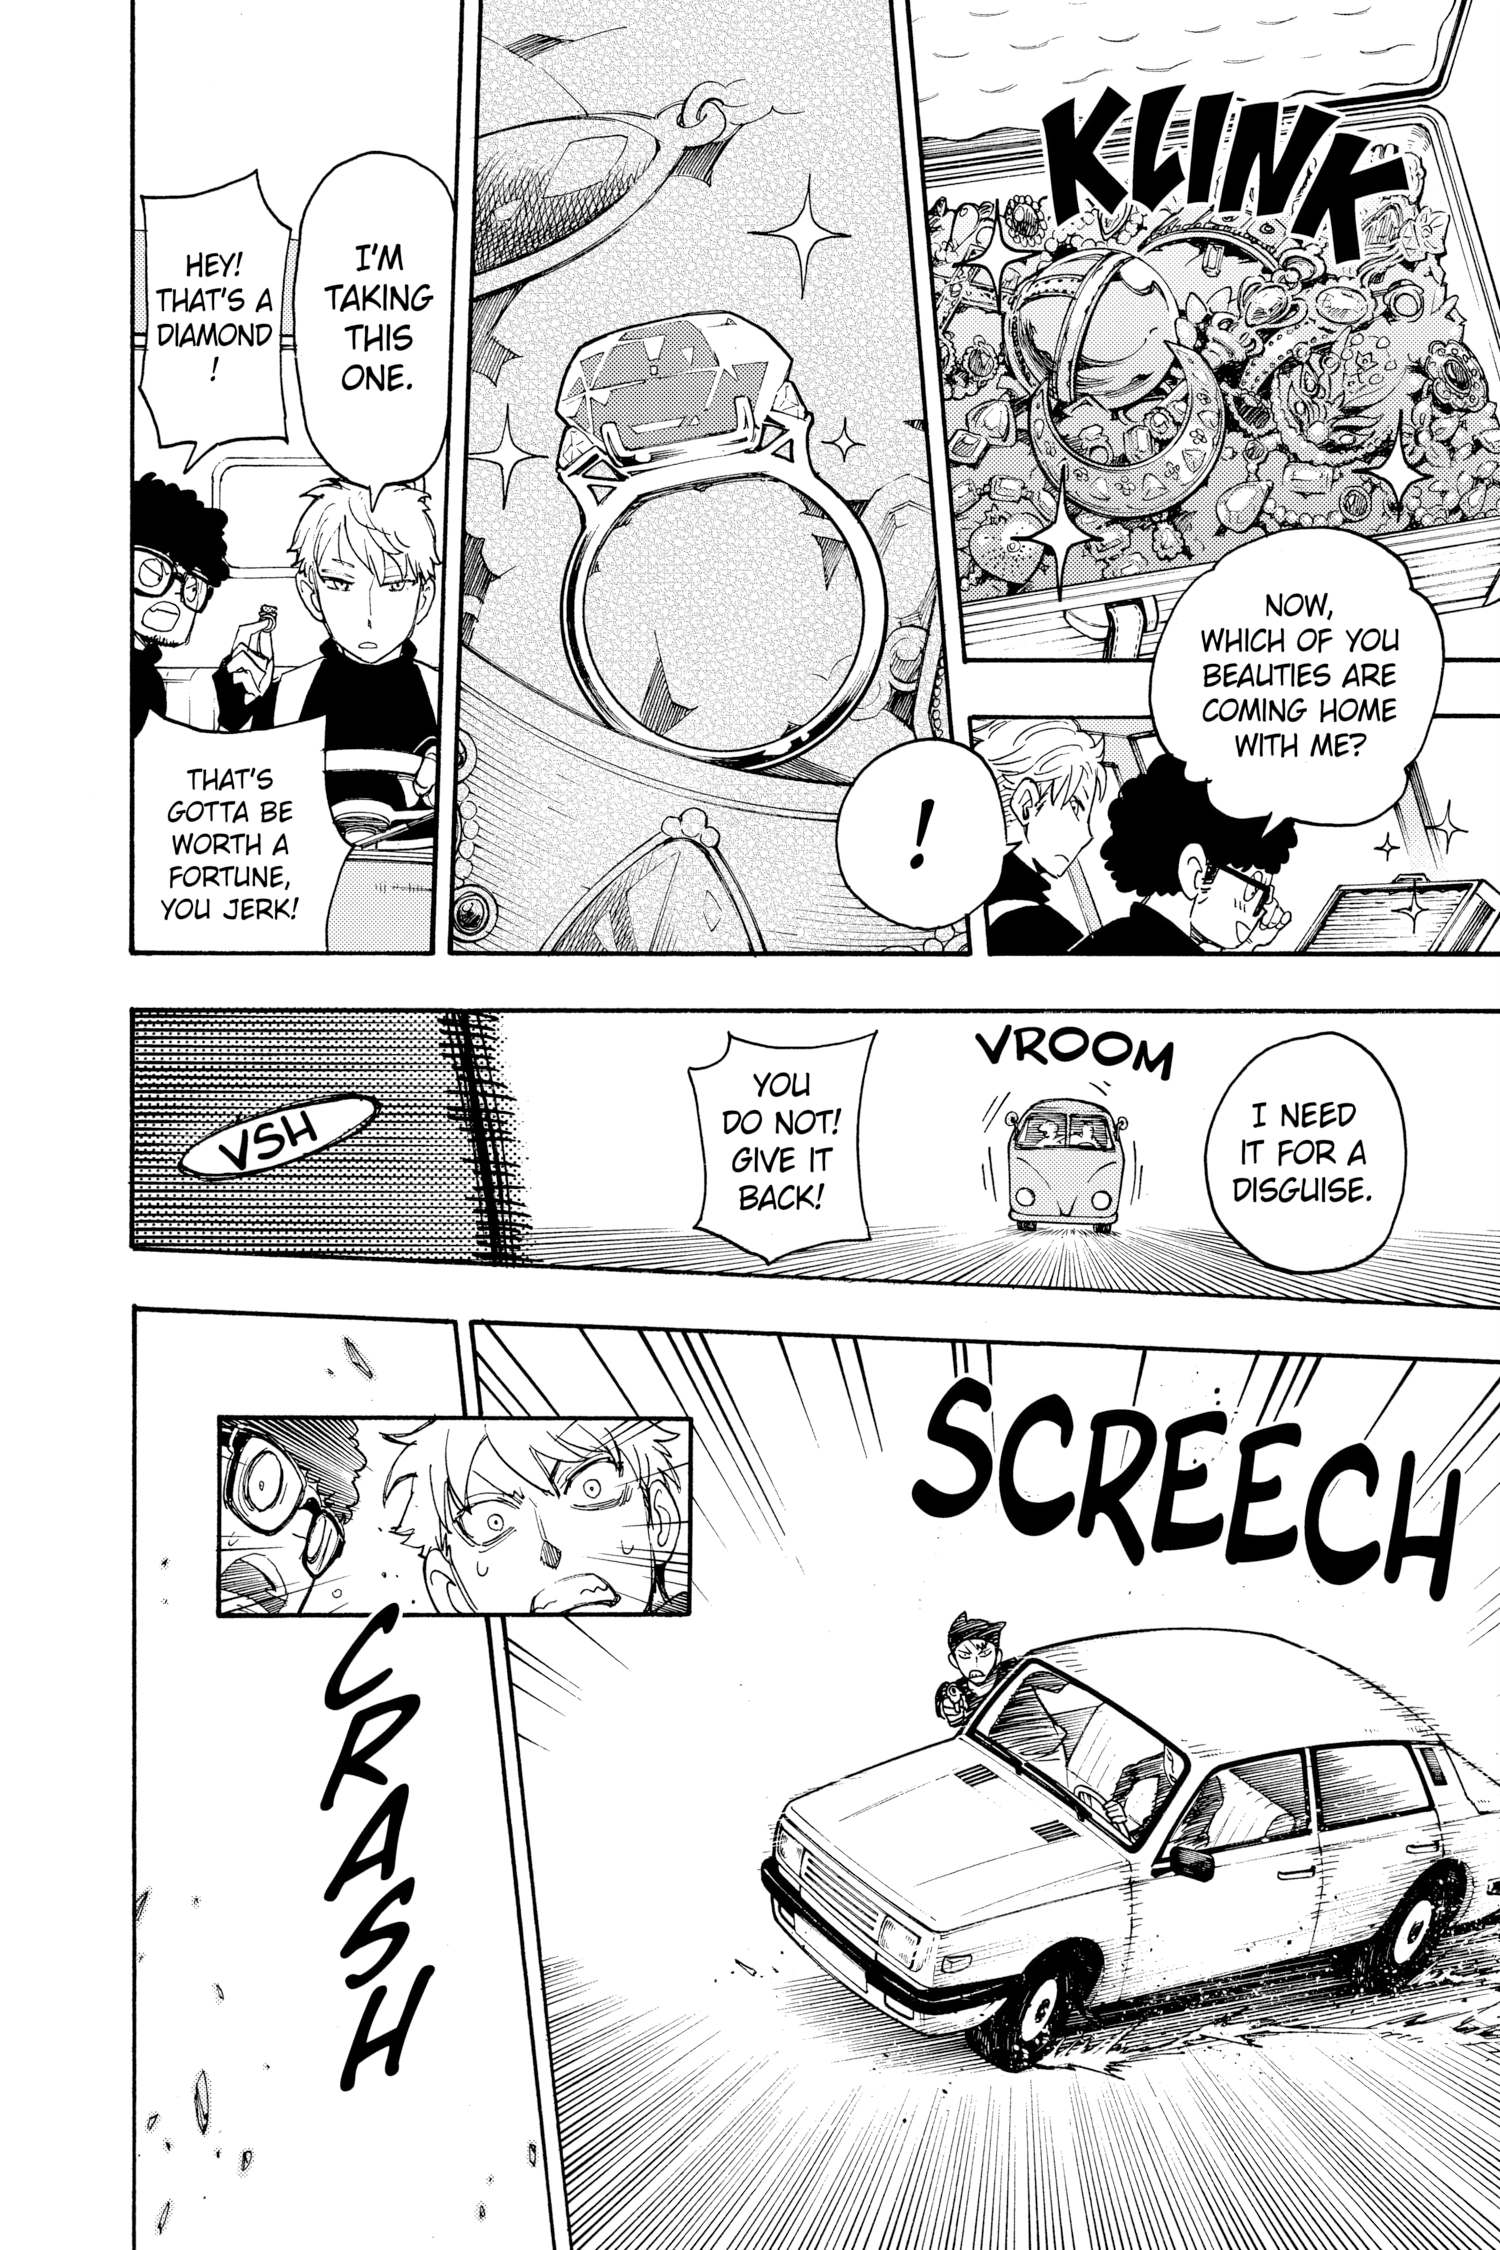 KLINK
NOW,
WHICH OF YOU
BEAUTIES ARE
COMING HOME
WITH ME?
!
I'M
TAKING
THIS
ONE.
HEY!
THAT'S A
DIAMOND
!
THAT'S
GOTTA BE
WORTH A
FORTUNE,
YOU JERK!
I NEED
IT FOR A
DISGUISE.
VROOM
YOU
DO NOT!
GIVE IT
BACK!
VSH
SCREECH
CRASH